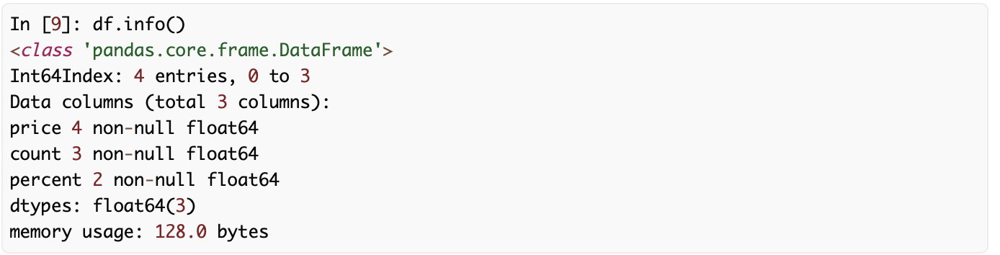 In [9]: df.info()
<class 'pandas.core.frame.DataFrame'>
Int64Index: 4 entries, 0 to 3
Data columns (total 3 columns):
price 4 non-null float64
count 3 non-null float64
percent 2 non-null float64
dtypes: float64(3)
memory usage: 128.0 bytes